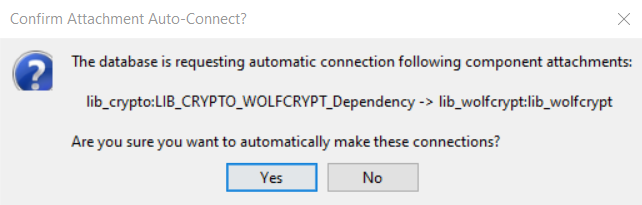 Confirm Attachment Auto-Connect?
The database is requesting automatic connection following component attachments:
lib_crypto:LIB_CRYPTO_WOLFCRYPT_Dependency -> lib_wolfcrypt:lib_wolfcrypt
Are you sure you want to automatically make these connections?
Yes No